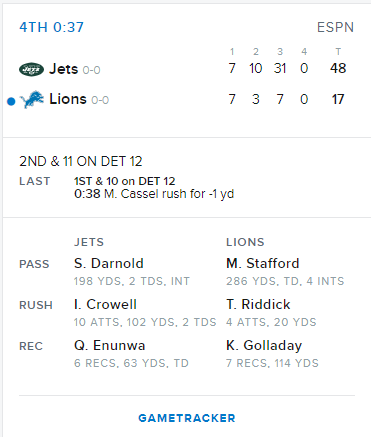 4TH 0:37 ESPN
1 2 3 4 T
JETS Jets 0-0 7 10 31 0 48
Lions 0-0 7 3 7 0 17
2ND & 11 ON DET 12
LAST 1ST & 10 on DET 12
0:38 M. Cassel rush for -1 yd
JETS LIONS
PASS S. Darnold M. Stafford
198 YDS, 2 TDS, INT 286 YDS, TD, 4 INTS
RUSH I. Crowell T. Riddick
10 ATTS, 102 YDS, 2 TDS 4 ATTS, 20 YDS
REC Q. Enunwa K. Golladay
6 RECS, 63 YDS, TD 7 RECS, 114 YDS
GAMETRACKER